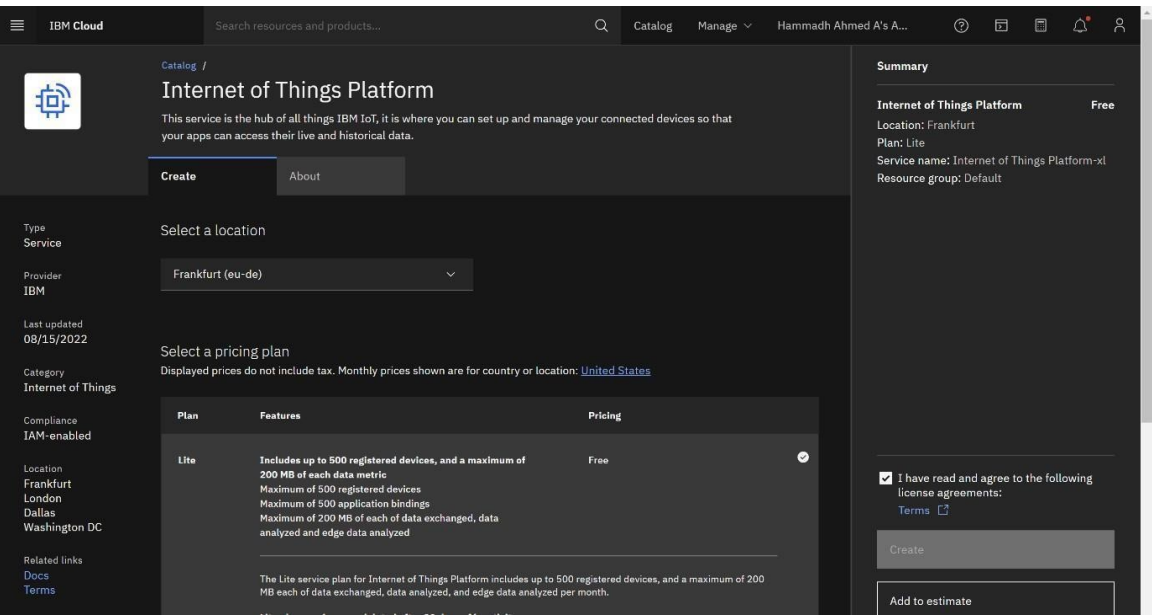 IBM Cloud
Search resources and products...
Catalog
Manage
Hammadh Ahmed A's A...
Catalog /
Internet of Things Platform
This service is the hub of all things IBM IoT, it is where you can set up and manage your connected devices so that
your apps can access their live and historical data.
Create
About
Type
Service
Provider
IBM
Last updated
08/15/2022
Category
Internet of Things
Compliance
IAM-enabled
Location
Frankfurt
London
Dallas
Washington DC
Related links
Docs
Terms
Select a location
Frankfurt (eu-de)
Select a pricing plan
Displayed prices do not include tax. Monthly prices shown are for country or location: United States
Plan Features Pricing
Lite Includes up to 500 registered devices, and a maximum of Free
200 MB of each data metric
Maximum of 500 registered devices
Maximum of 500 application bindings
Maximum of 200 MB of each of data exchanged, data
analyzed and edge data analyzed
The Lite service plan for Internet of Things Platform includes up to 500 registered devices, and a maximum of 200
MB each of data exchanged, data analyzed, and edge data analyzed per month.
Summary
Internet of Things Platform Free
Location: Frankfurt
Plan: Lite
Service name: Internet of Things Platform-xl
Resource group: Default
I have read and agree to the following
license agreements:
Terms
Create
Add to estimate